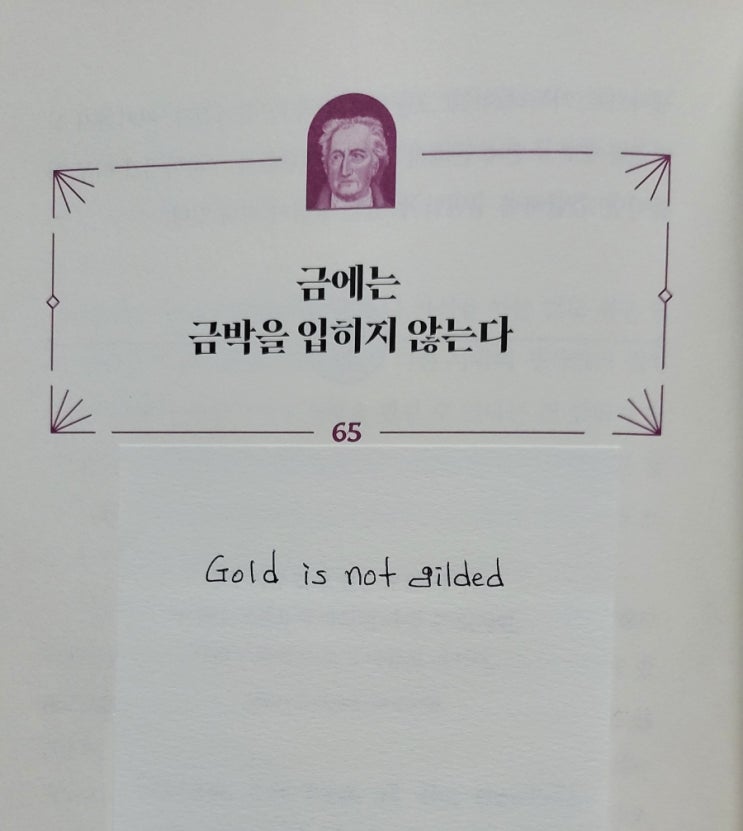 금에는
금박을 입히지 않는다
65
Gold is not gilded